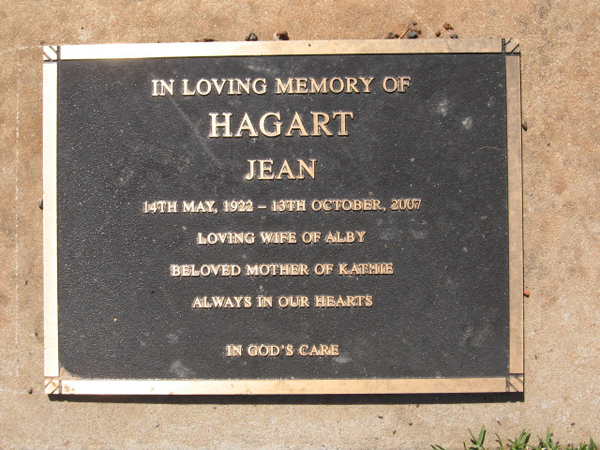 IN LOVING MEMORY OF
HAGART
JEAN
14TH MAY, 1922 – 13TH OCTOBER, 2007
LOVING WIFE OF ALBY
BELOVED MOTHER OF KATHIE
ALWAYS IN OUR HEARTS
IN GOD'S CARE